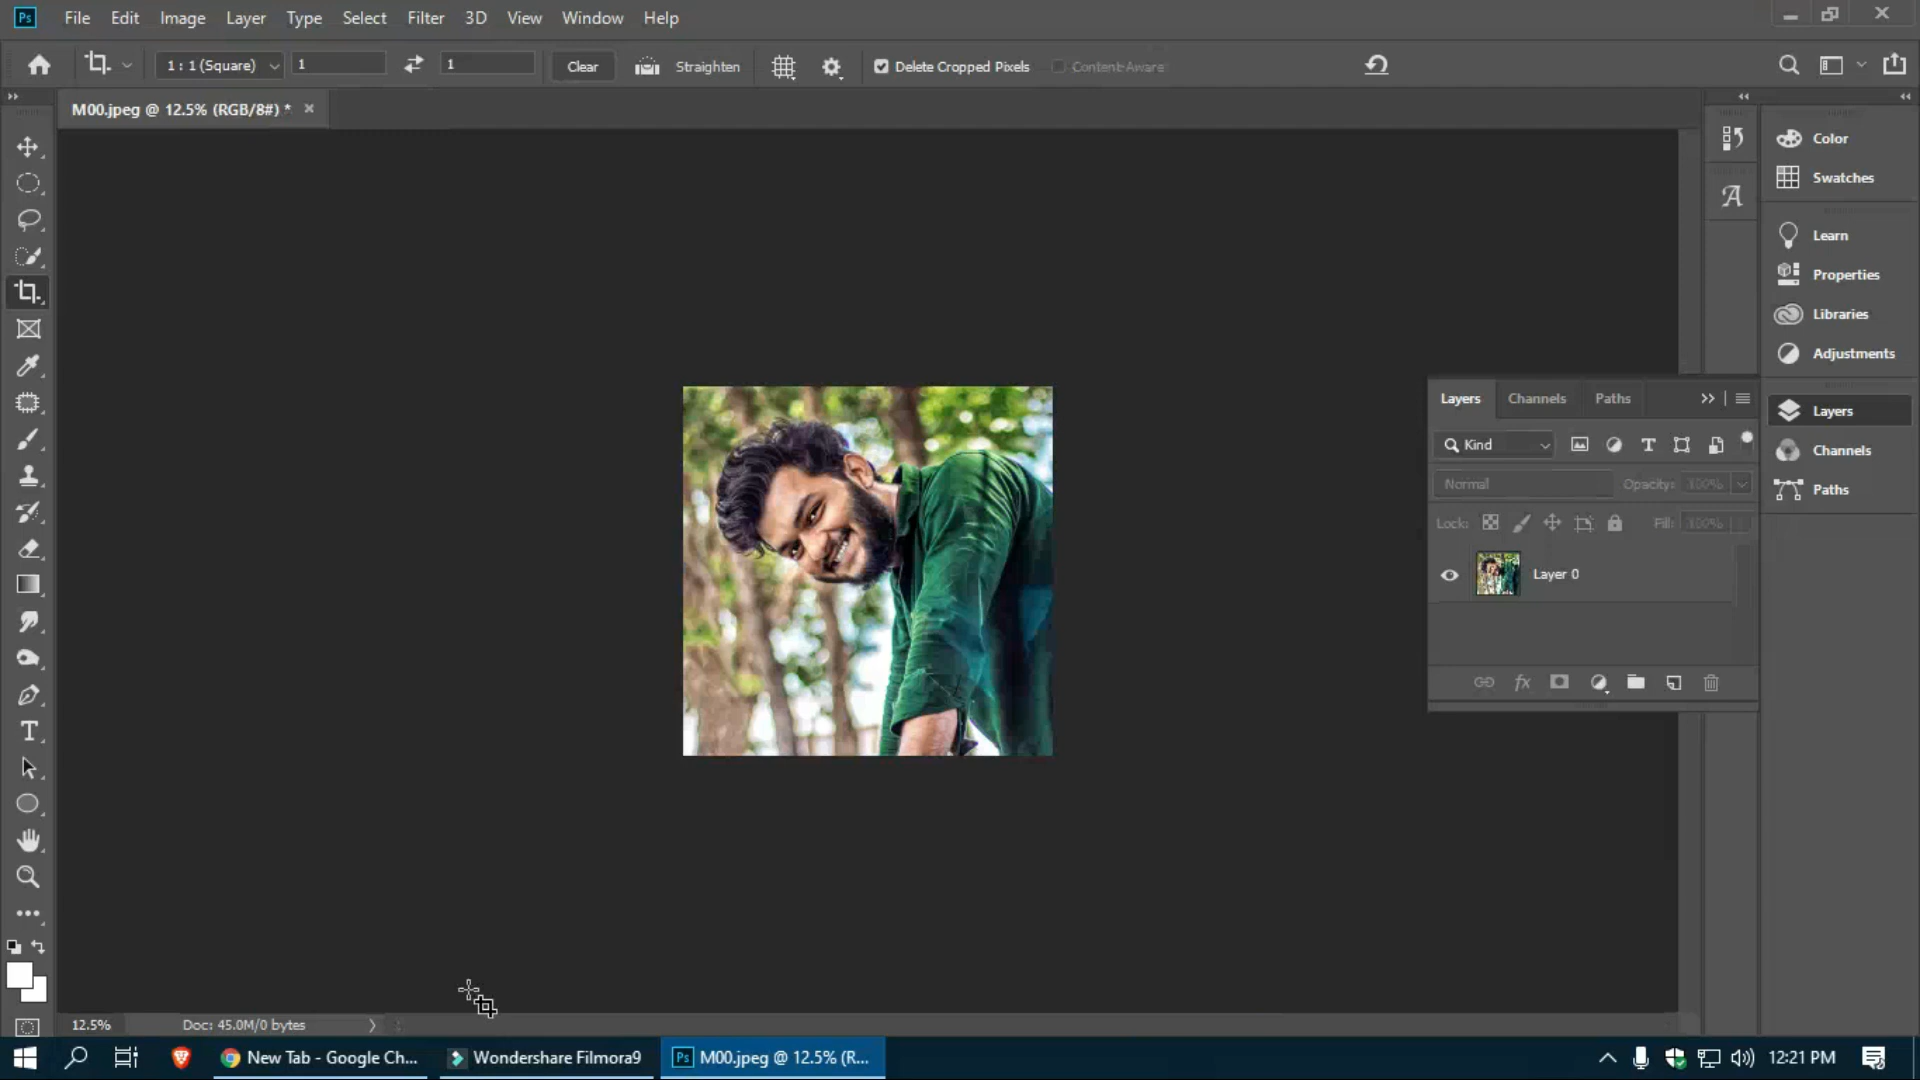 Ps File Edit Image Layer Type Select Filter 3D View Window Help
1 : 1 (Square) 1 1 Clear Straighten Delete Cropped Pixels Content-Aware
M00.jpeg @ 12.5% (RGB/8#) * ×
Color
Swatches
Learn
Properties
Libraries
Adjustments
Layers
Channels
Paths
Layers Channels Paths
Kind
Normal Opacity: 100%
Lock: Fill: 100%
Layer 0
fx
12.5% Doc: 45.0M/0 bytes
New Tab - Google Ch... Wondershare Filmora9 Ps M00.jpeg @ 12.5% (R... 12:21 PM